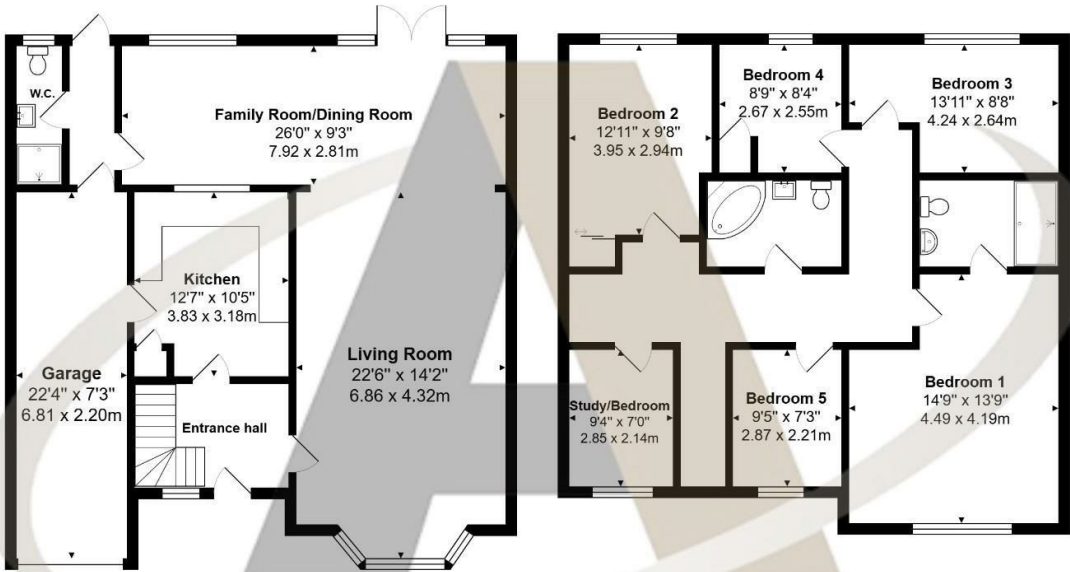 W.C.
Family Room/Dining Room
26'0" x 9'3"
7.92 x 2.81m
Kitchen
12'7" x 10'5"
3.83 x 3.18m
Garage
22'4" x 7'3"
6.81 x 2.20m
Entrance hall
Living Room
22'6" x 14'2"
6.86 x 4.32m
Bedroom 2
12'11" x 9'8"
3.95 x 2.94m
Bedroom 4
8'9" x 8'4"
2.67 x 2.55m
Bedroom 3
13'11" x 8'8"
4.24 x 2.64m
Study/Bedroom
9'4" x 7'0"
2.85 x 2.14m
Bedroom 5
9'5" x 7'3"
2.87 x 2.21m
Bedroom 1
14'9" x 13'9"
4.49 x 4.19m